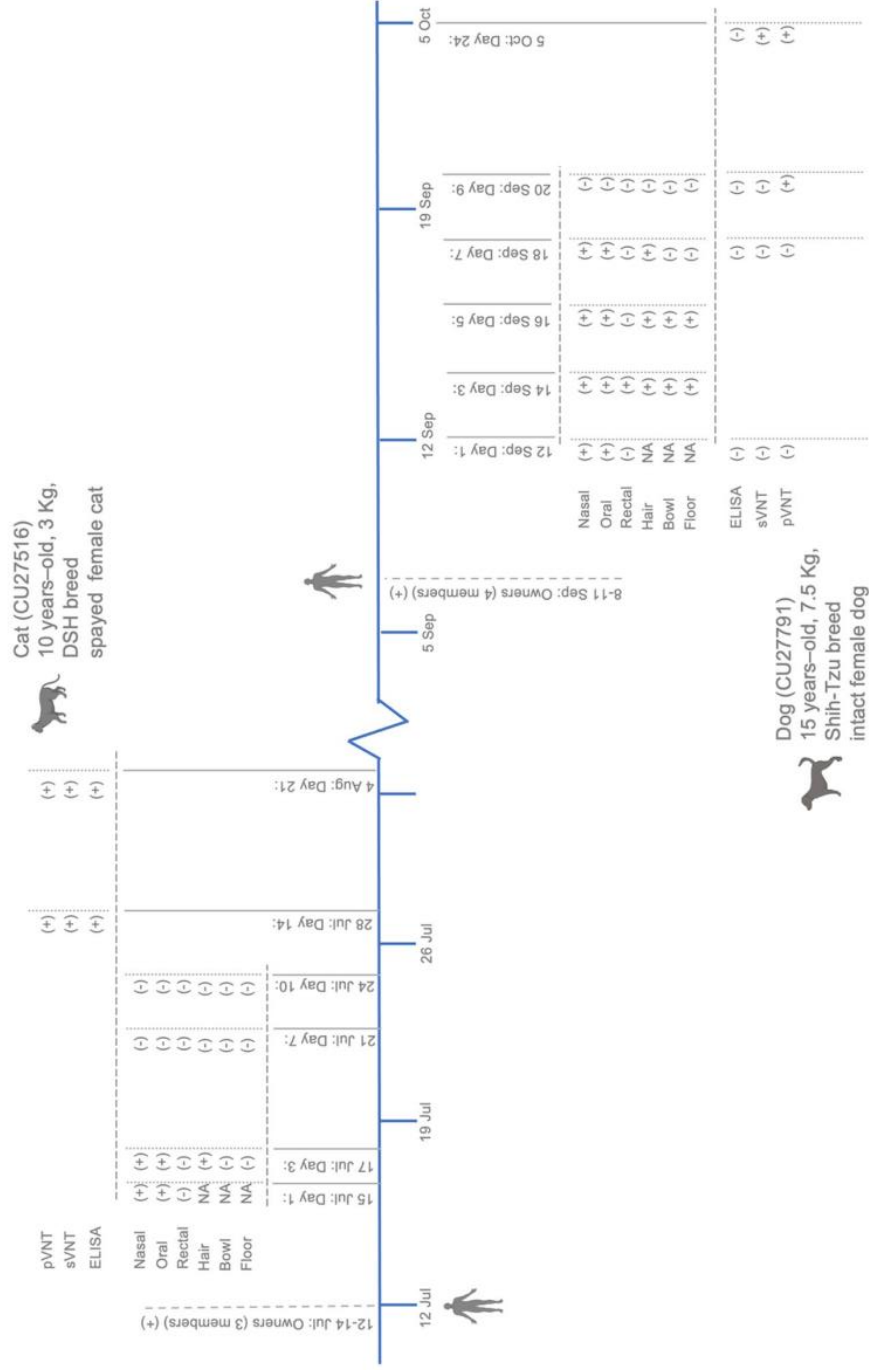 Cat (CU27516)
10 years–old, 3 Kg,
DSH breed
spayed female cat
pVNT (+) (+)
sVNT (+) (+)
ELISA (+) (+)
Nasal (+) (+) (-) (-)
Oral (+) (+) (-) (-)
Rectal (-) (-) (-) (-)
Hair NA (+) (-) (-)
Bowl NA (-) (-) (-)
Floor NA (-) (-) (-)
12-14 Jul: Owners (3 members) (+)
15 Jul: Day 1:
17 Jul: Day 3:
21 Jul: Day 7:
24 Jul: Day 10:
28 Jul: Day 14:
4 Aug: Day 21:
12 Jul
19 Jul
26 Jul
5 Sep
12 Sep
19 Sep
5 Oct
8-11 Sep: Owners (4 members) (+)
12 Sep: Day 1:
14 Sep: Day 3:
16 Sep: Day 5:
18 Sep: Day 7:
20 Sep: Day 9:
5 Oct: Day 24:
Nasal (+) (+) (+) (+) (-)
Oral (+) (+) (+) (+) (-)
Rectal (-) (+) (-) (-) (-)
Hair NA (+) (+) (+) (-)
Bowl NA (+) (+) (-) (-)
Floor NA (+) (+) (-) (-)
ELISA (-) (-) (-) (-)
sVNT (-) (-) (-) (+)
pVNT (-) (-) (+) (+)
Dog (CU27791)
15 years–old, 7.5 Kg,
Shih-Tzu breed
intact female dog